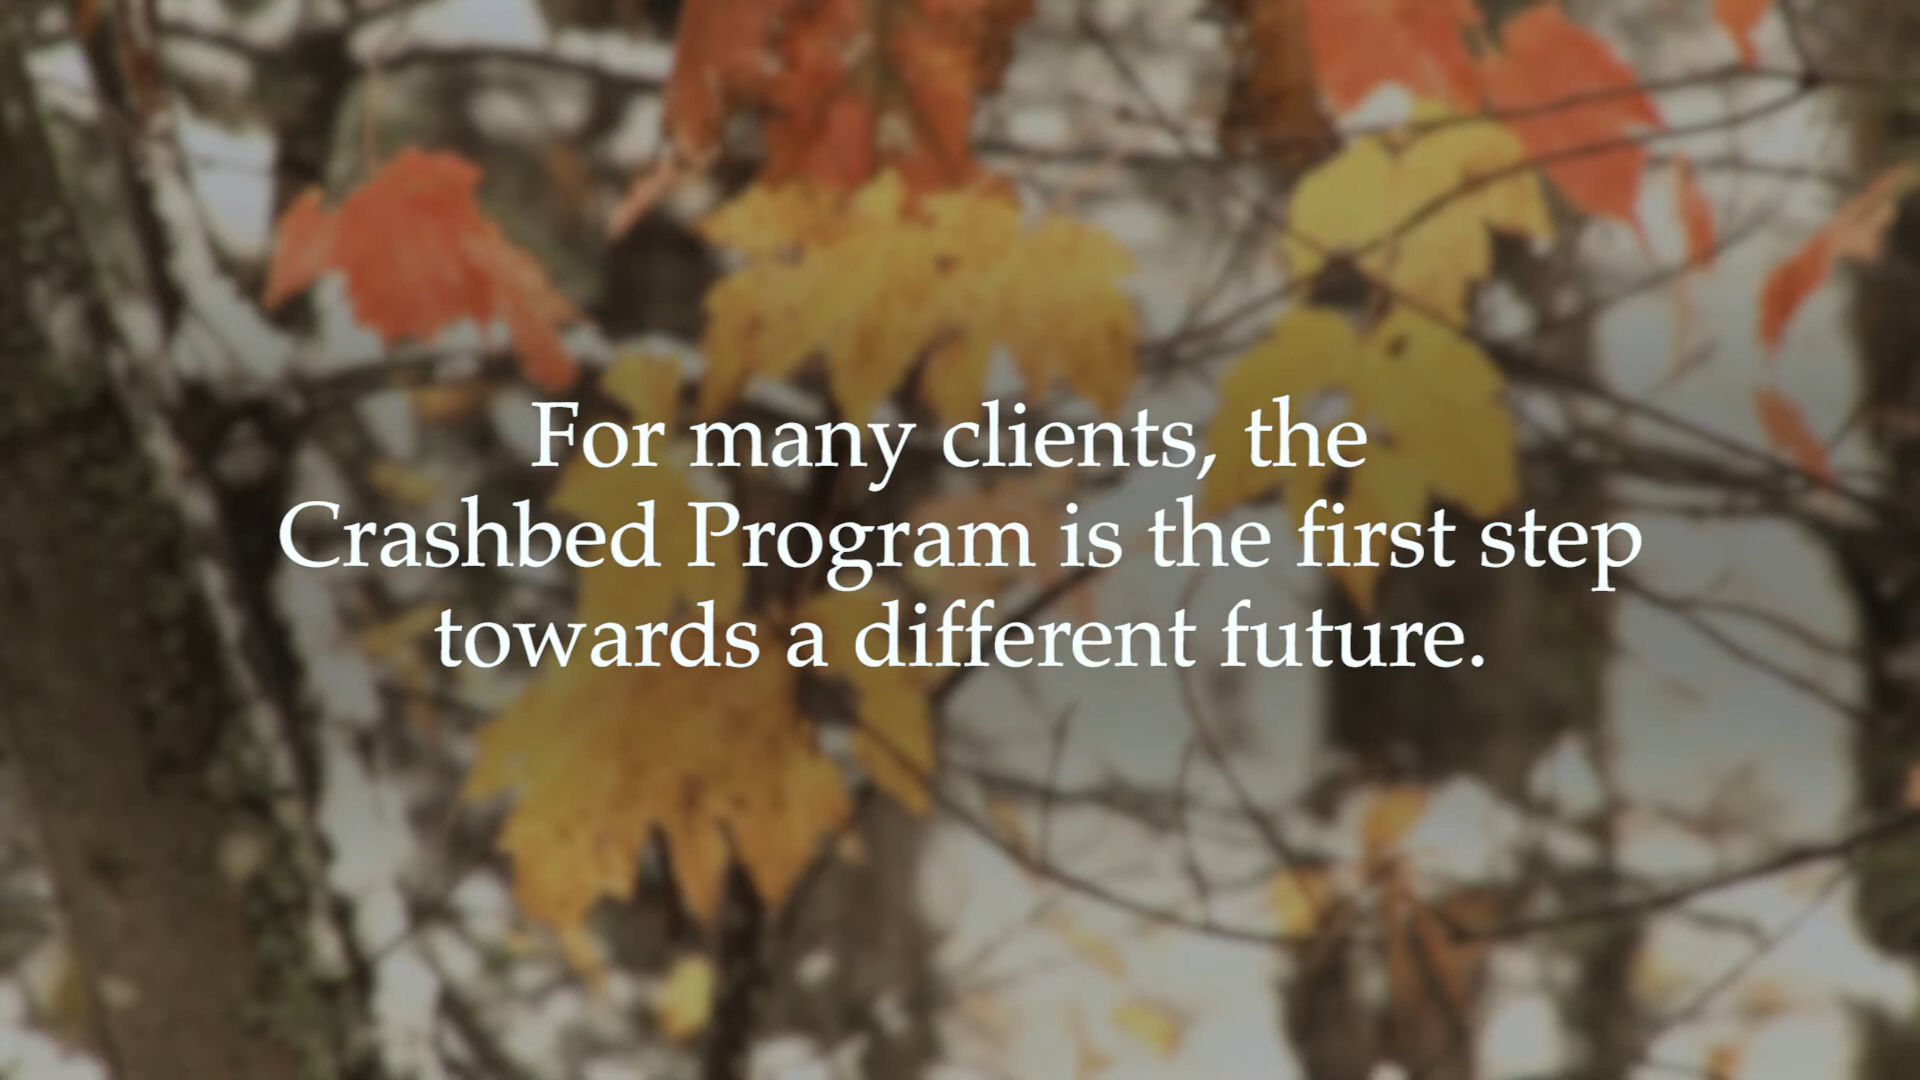 For many clients, the
Crashbed Program is the first step
towards a different future.